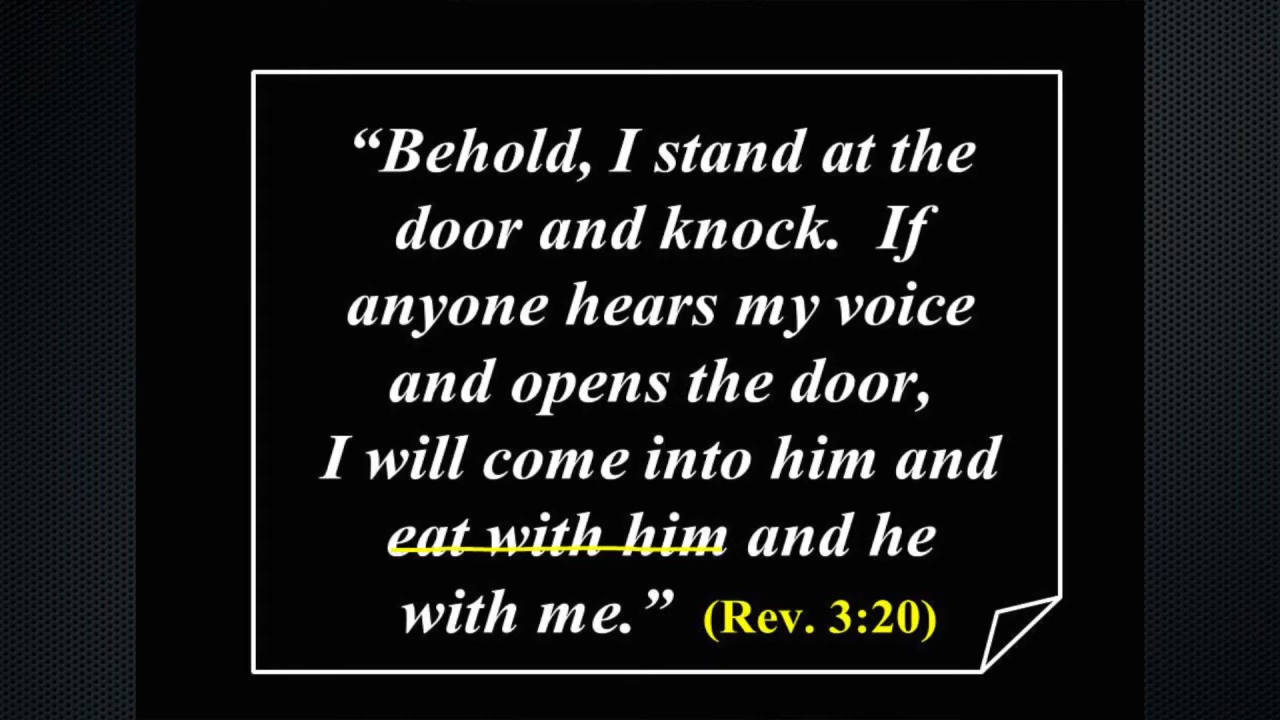 “Behold, I stand at the
door and knock.  If
anyone hears my voice
and opens the door,
I will come into him and
eat with him and he
with me.”  (Rev. 3:20)